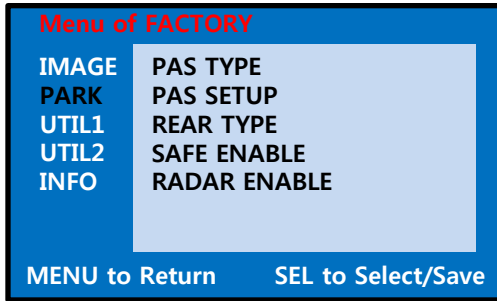 Menu of FACTORY
IMAGE PAS TYPE
PARK PAS SETUP
UTIL1 REAR TYPE
UTIL2 SAFE ENABLE
INFO RADAR ENABLE
MENU to Return SEL to Select/Save